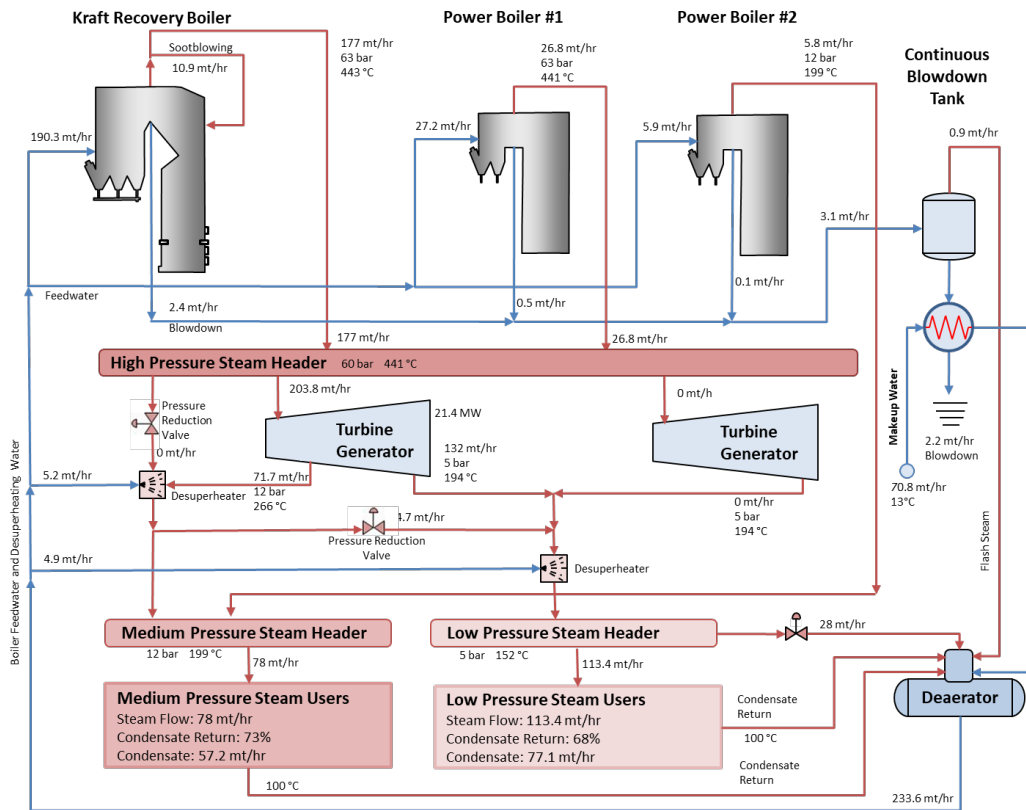 Kraft Recovery Boiler
Power Boiler #1
Power Boiler #2
Continuous
Blowdown
Tank
Sootblowing
10.9 mt/hr
177 mt/hr
63 bar
443 °C
26.8 mt/hr
63 bar
441 °C
5.8 mt/hr
12 bar
199 °C
0.9 mt/hr
190.3 mt/hr
27.2 mt/hr
5.9 mt/hr
3.1 mt/hr
Feedwater
2.4 mt/hr
Blowdown
0.5 mt/hr
0.1 mt/hr
177 mt/hr
26.8 mt/hr
High Pressure Steam Header 60 bar 441 °C
203.8 mt/hr
0 mt/h
Pressure
Reduction
Valve
0 mt/hr
Turbine
Generator
21.4 MW
132 mt/hr
5 bar
194 °C
Turbine
Generator
Makeup Water
2.2 mt/hr
Blowdown
70.8 mt/hr
13°C
5.2 mt/hr
Desuperheater
71.7 mt/hr
12 bar
266 °C
0 mt/hr
5 bar
194 °C
4.7 mt/hr
Pressure Reduction
Valve
Flash Steam
Boiler Feedwater and Desuperheating Water
4.9 mt/hr
Desuperheater
Medium Pressure Steam Header
12 bar 199 °C
78 mt/hr
Low Pressure Steam Header
5 bar 152 °C
113.4 mt/hr
28 mt/hr
Medium Pressure Steam Users
Steam Flow: 78 mt/hr
Condensate Return: 73%
Condensate: 57.2 mt/hr
Low Pressure Steam Users
Steam Flow: 113.4 mt/hr
Condensate Return: 68%
Condensate: 77.1 mt/hr
Condensate
Return
100 °C
Deaerator
Condensate
Return
100 °C
233.6 mt/hr